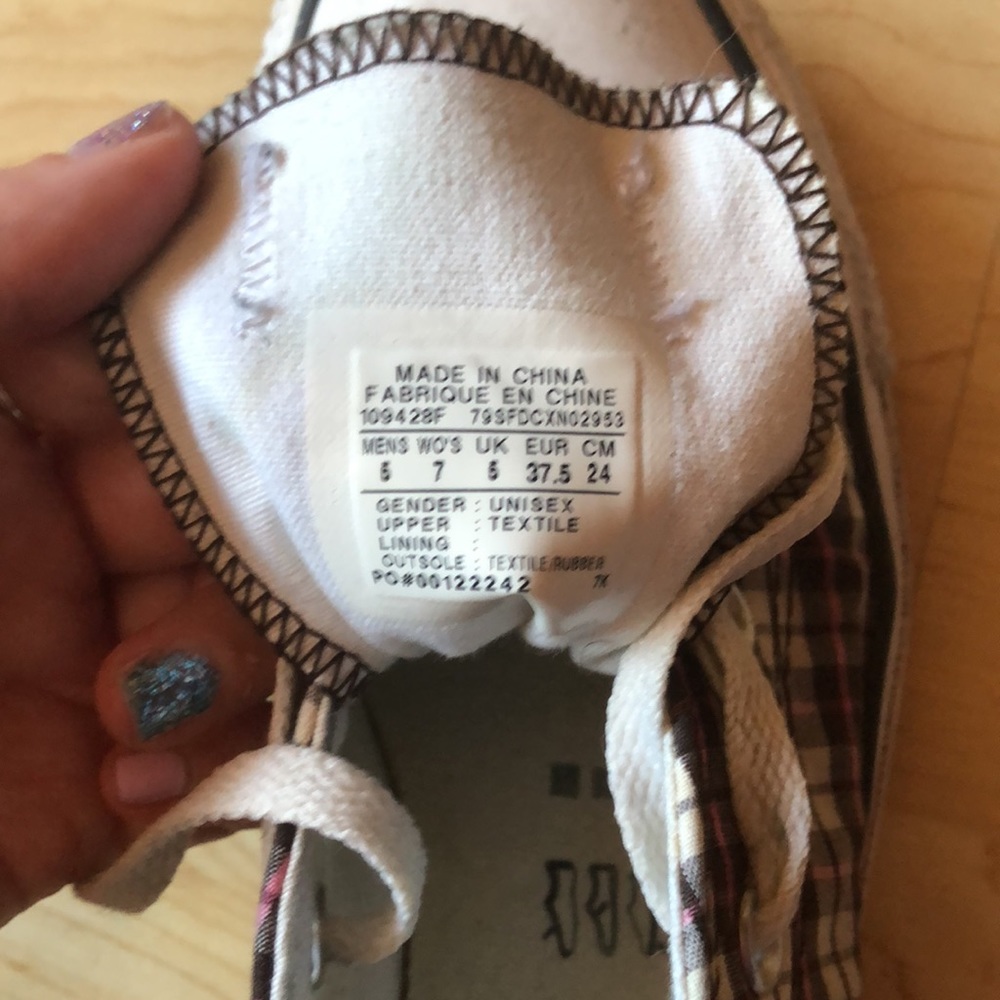 MADE IN CHINA
FABRIQUE EN CHINE
109428F 79SFDCXN02953
MENS WO'S UK EUR CM
5 7 5 37.5 24
GENDER : UNISEX
UPPER : TEXTILE
LINING :
OUTSOLE : TEXTILE/RUBBER
PO#00122242 7X